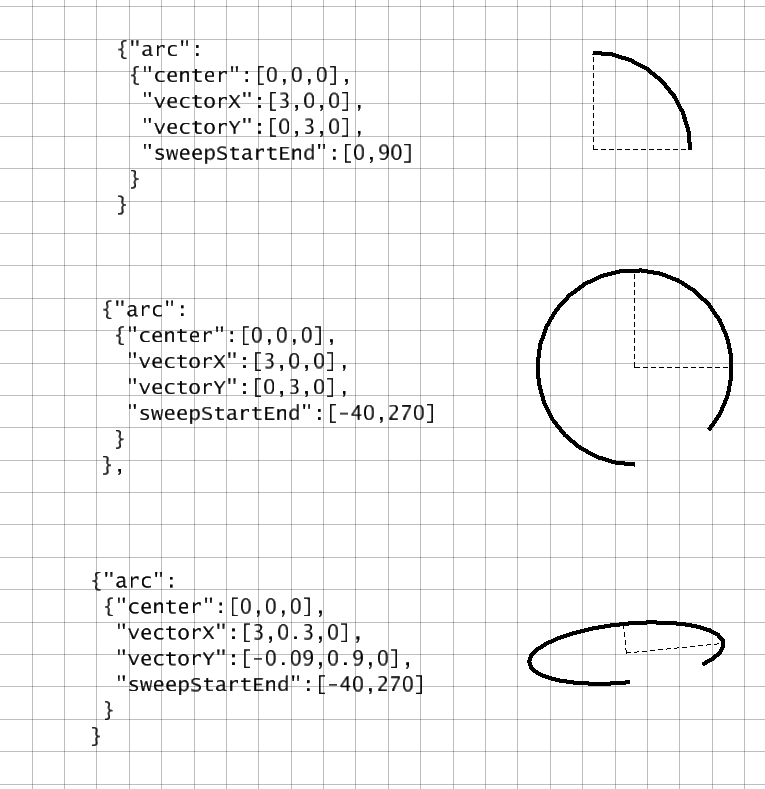 {"arc":
{"center":[0,0,0],
"vectorX":[3,0,0],
"vectorY":[0,3,0],
"sweepStartEnd":[0,90]
}
}
{"arc":
{"center":[0,0,0],
"vectorX":[3,0,0],
"vectorY":[0,3,0],
"sweepStartEnd":[-40,270]
}
},
{"arc":
{"center":[0,0,0],
"vectorX":[3,0.3,0],
"vectorY":[-0.09,0.9,0],
"sweepStartEnd":[-40,270]
}
}